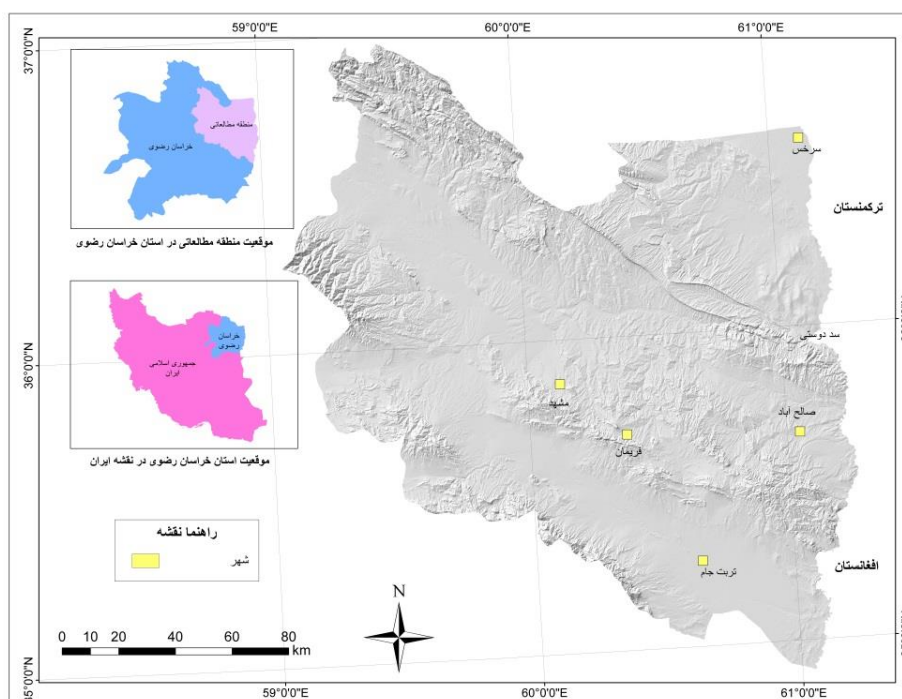 59°0'0"E
60°0'0"E
61°0'0"E
37°0'0"N
منطقه مطالعاتی
خراسان رضوی
موقعیت منطقه مطالعاتی در استان خراسان رضوی
سرخس
ترکمنستان
خراسان
رضوی
جمهوری اسلامی
ایران
موقعیت استان خراسان رضوی در نقشه ایران
سد دوستی
36°0'0"N
مشهد
صالح آباد
فریمان
راهنما نقشه
شهر
تربت جام
افغانستان
N
0 10 20 40 60 80
km
35°0'0"N
59°0'0"E
60°0'0"E
61°0'0"E